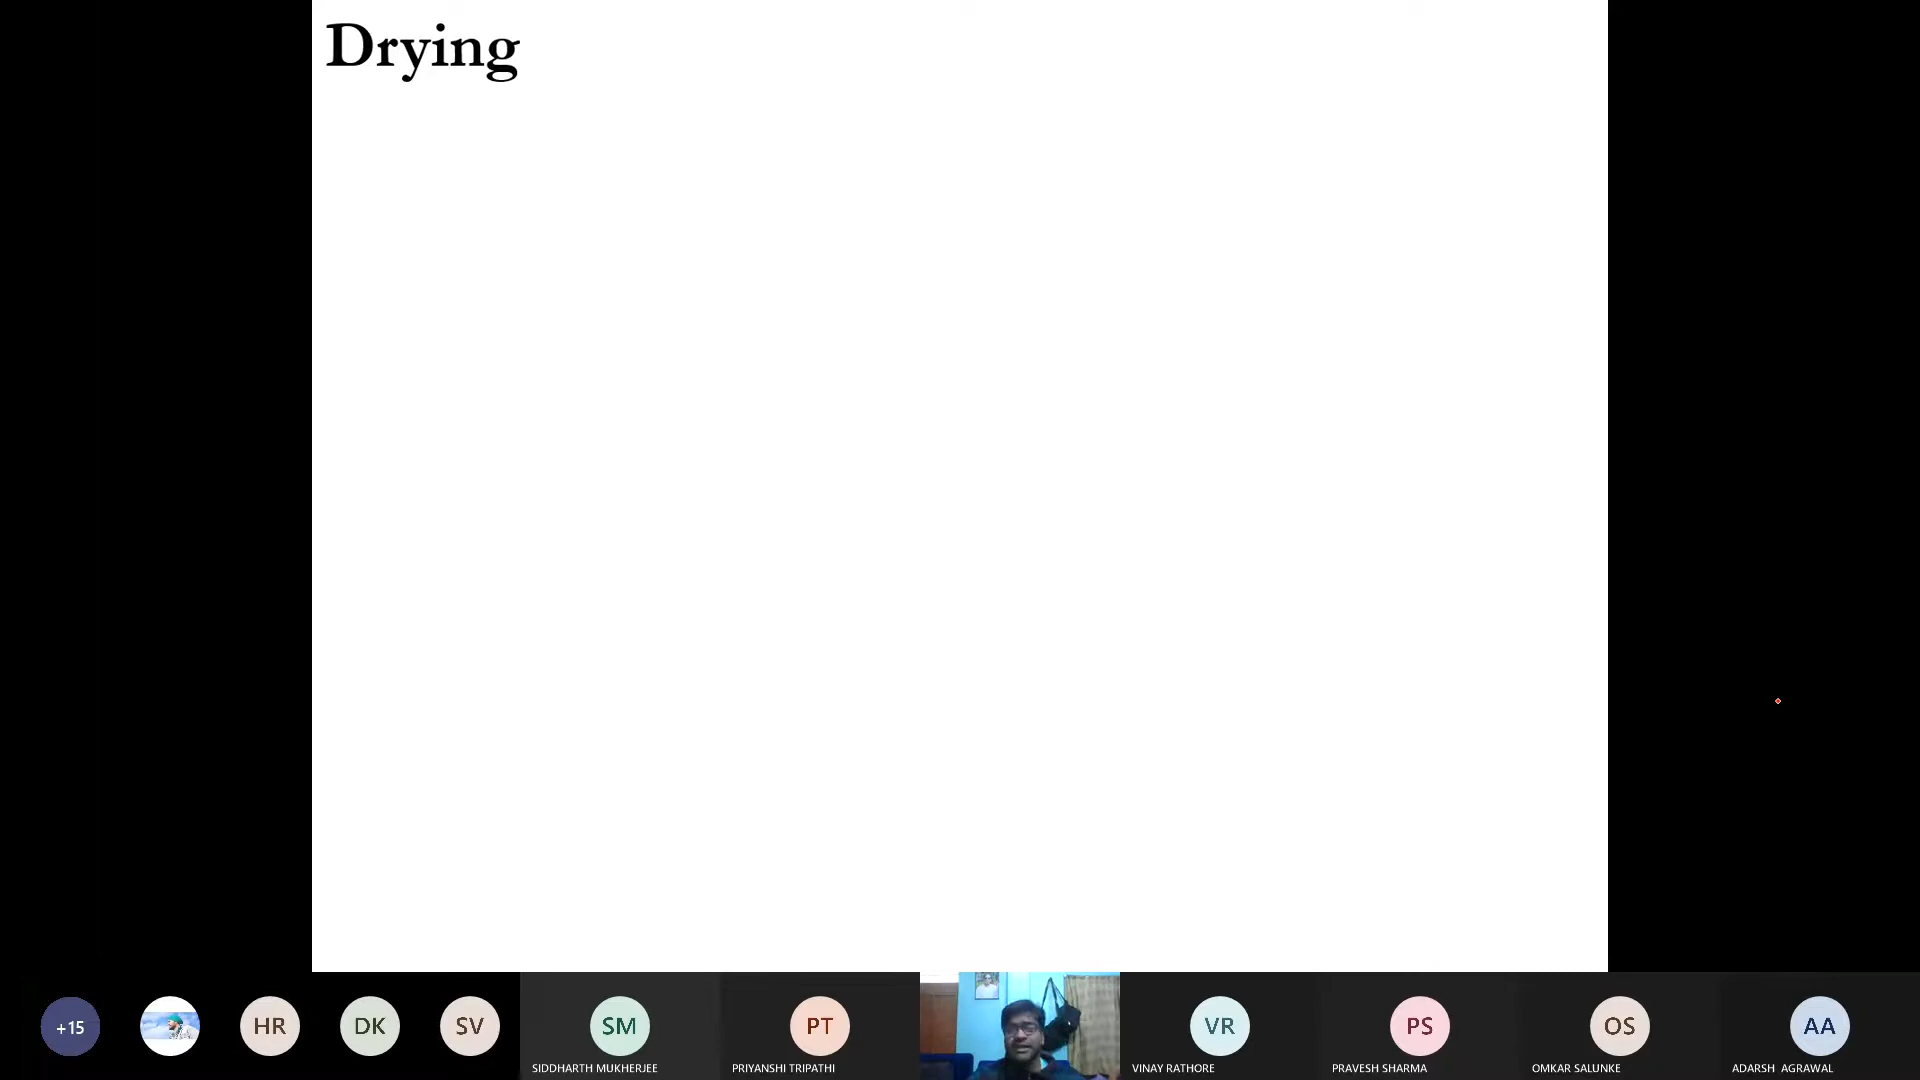 Drying
+15
HR
DK
SV
SM
PT
VR
PS
OS
AA
SIDDHARTH MUKHERJEE
PRIYANSHI TRIPATHI
VINAY RATHORE
PRAVESH SHARMA
OMKAR SALUNKE
ADARSH AGRAWAL